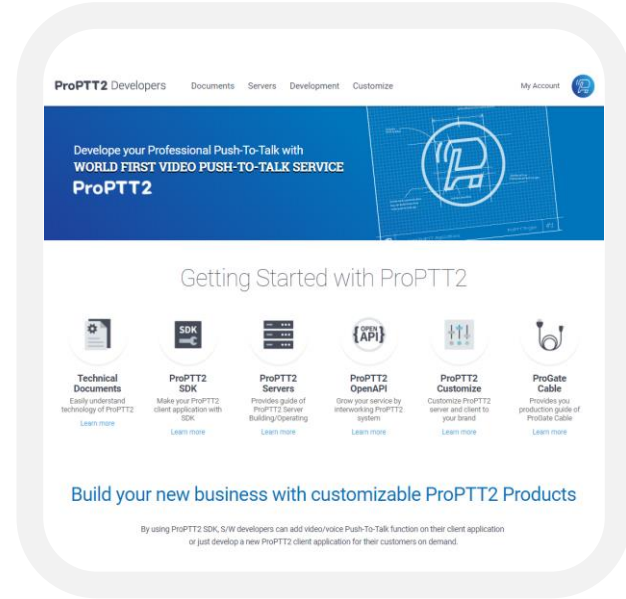 ProPTT2 Developers Documents Servers Development Customize My Account
Develope your Professional Push-To-Talk with
WORLD FIRST VIDEO PUSH-TO-TALK SERVICE
ProPTT2
Getting Started with ProPTT2
SDK
{OPEN API}
Technical Documents
Easily understand
technology of ProPTT2
Learn more
ProPTT2
SDK
Make your ProPTT2
client application with
SDK
Learn more
ProPTT2
Servers
Provides guide of
ProPTT2 Server
Building/Operating
Learn more
ProPTT2
OpenAPI
Grow your service by
interworking ProPTT2
system
Learn more
ProPTT2
Customize
Customize ProPTT2
server and client to
your brand
Learn more
ProGate
Cable
Provides you
production guide of
ProGate Cable
Learn more
Build your new business with customizable ProPTT2 Products
By using ProPTT2 SDK, S/W developers can add video/voice Push-To-Talk function on their client application
or just develop a new ProPTT2 client application for their customers on demand.